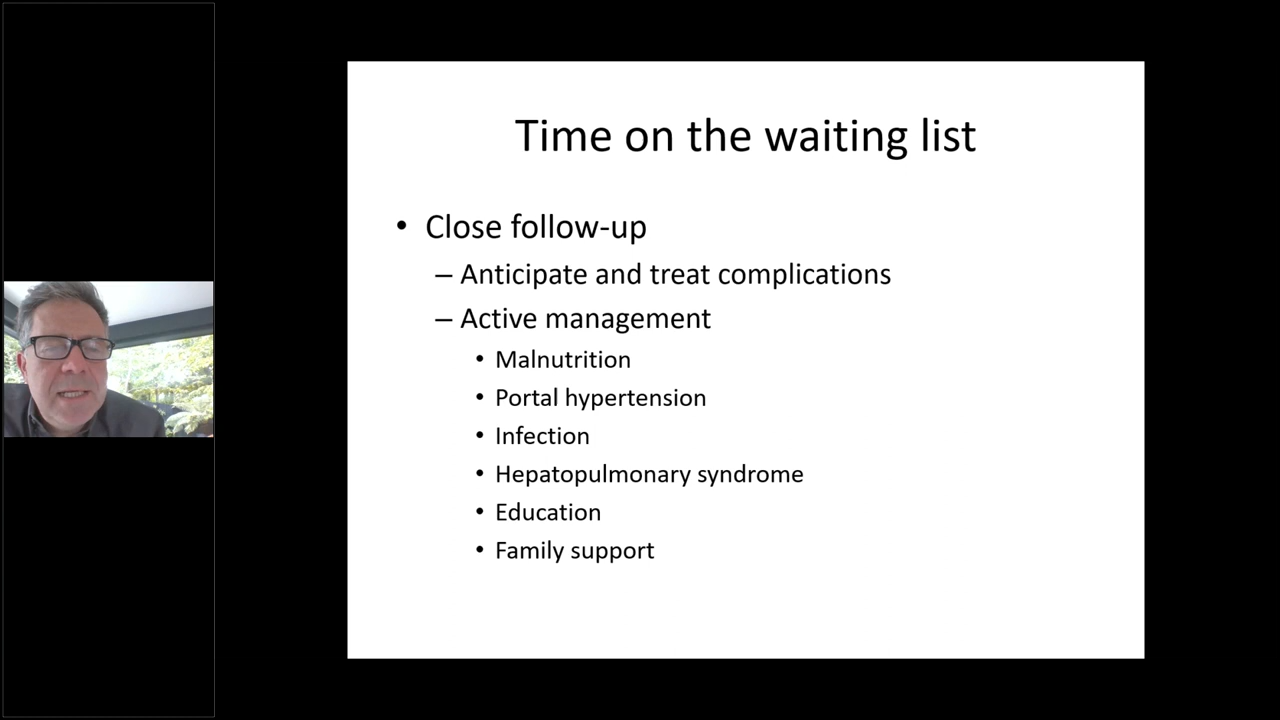 Time on the waiting list
• Close follow-up
– Anticipate and treat complications
– Active management
• Malnutrition
• Portal hypertension
• Infection
• Hepatopulmonary syndrome
• Education
• Family support